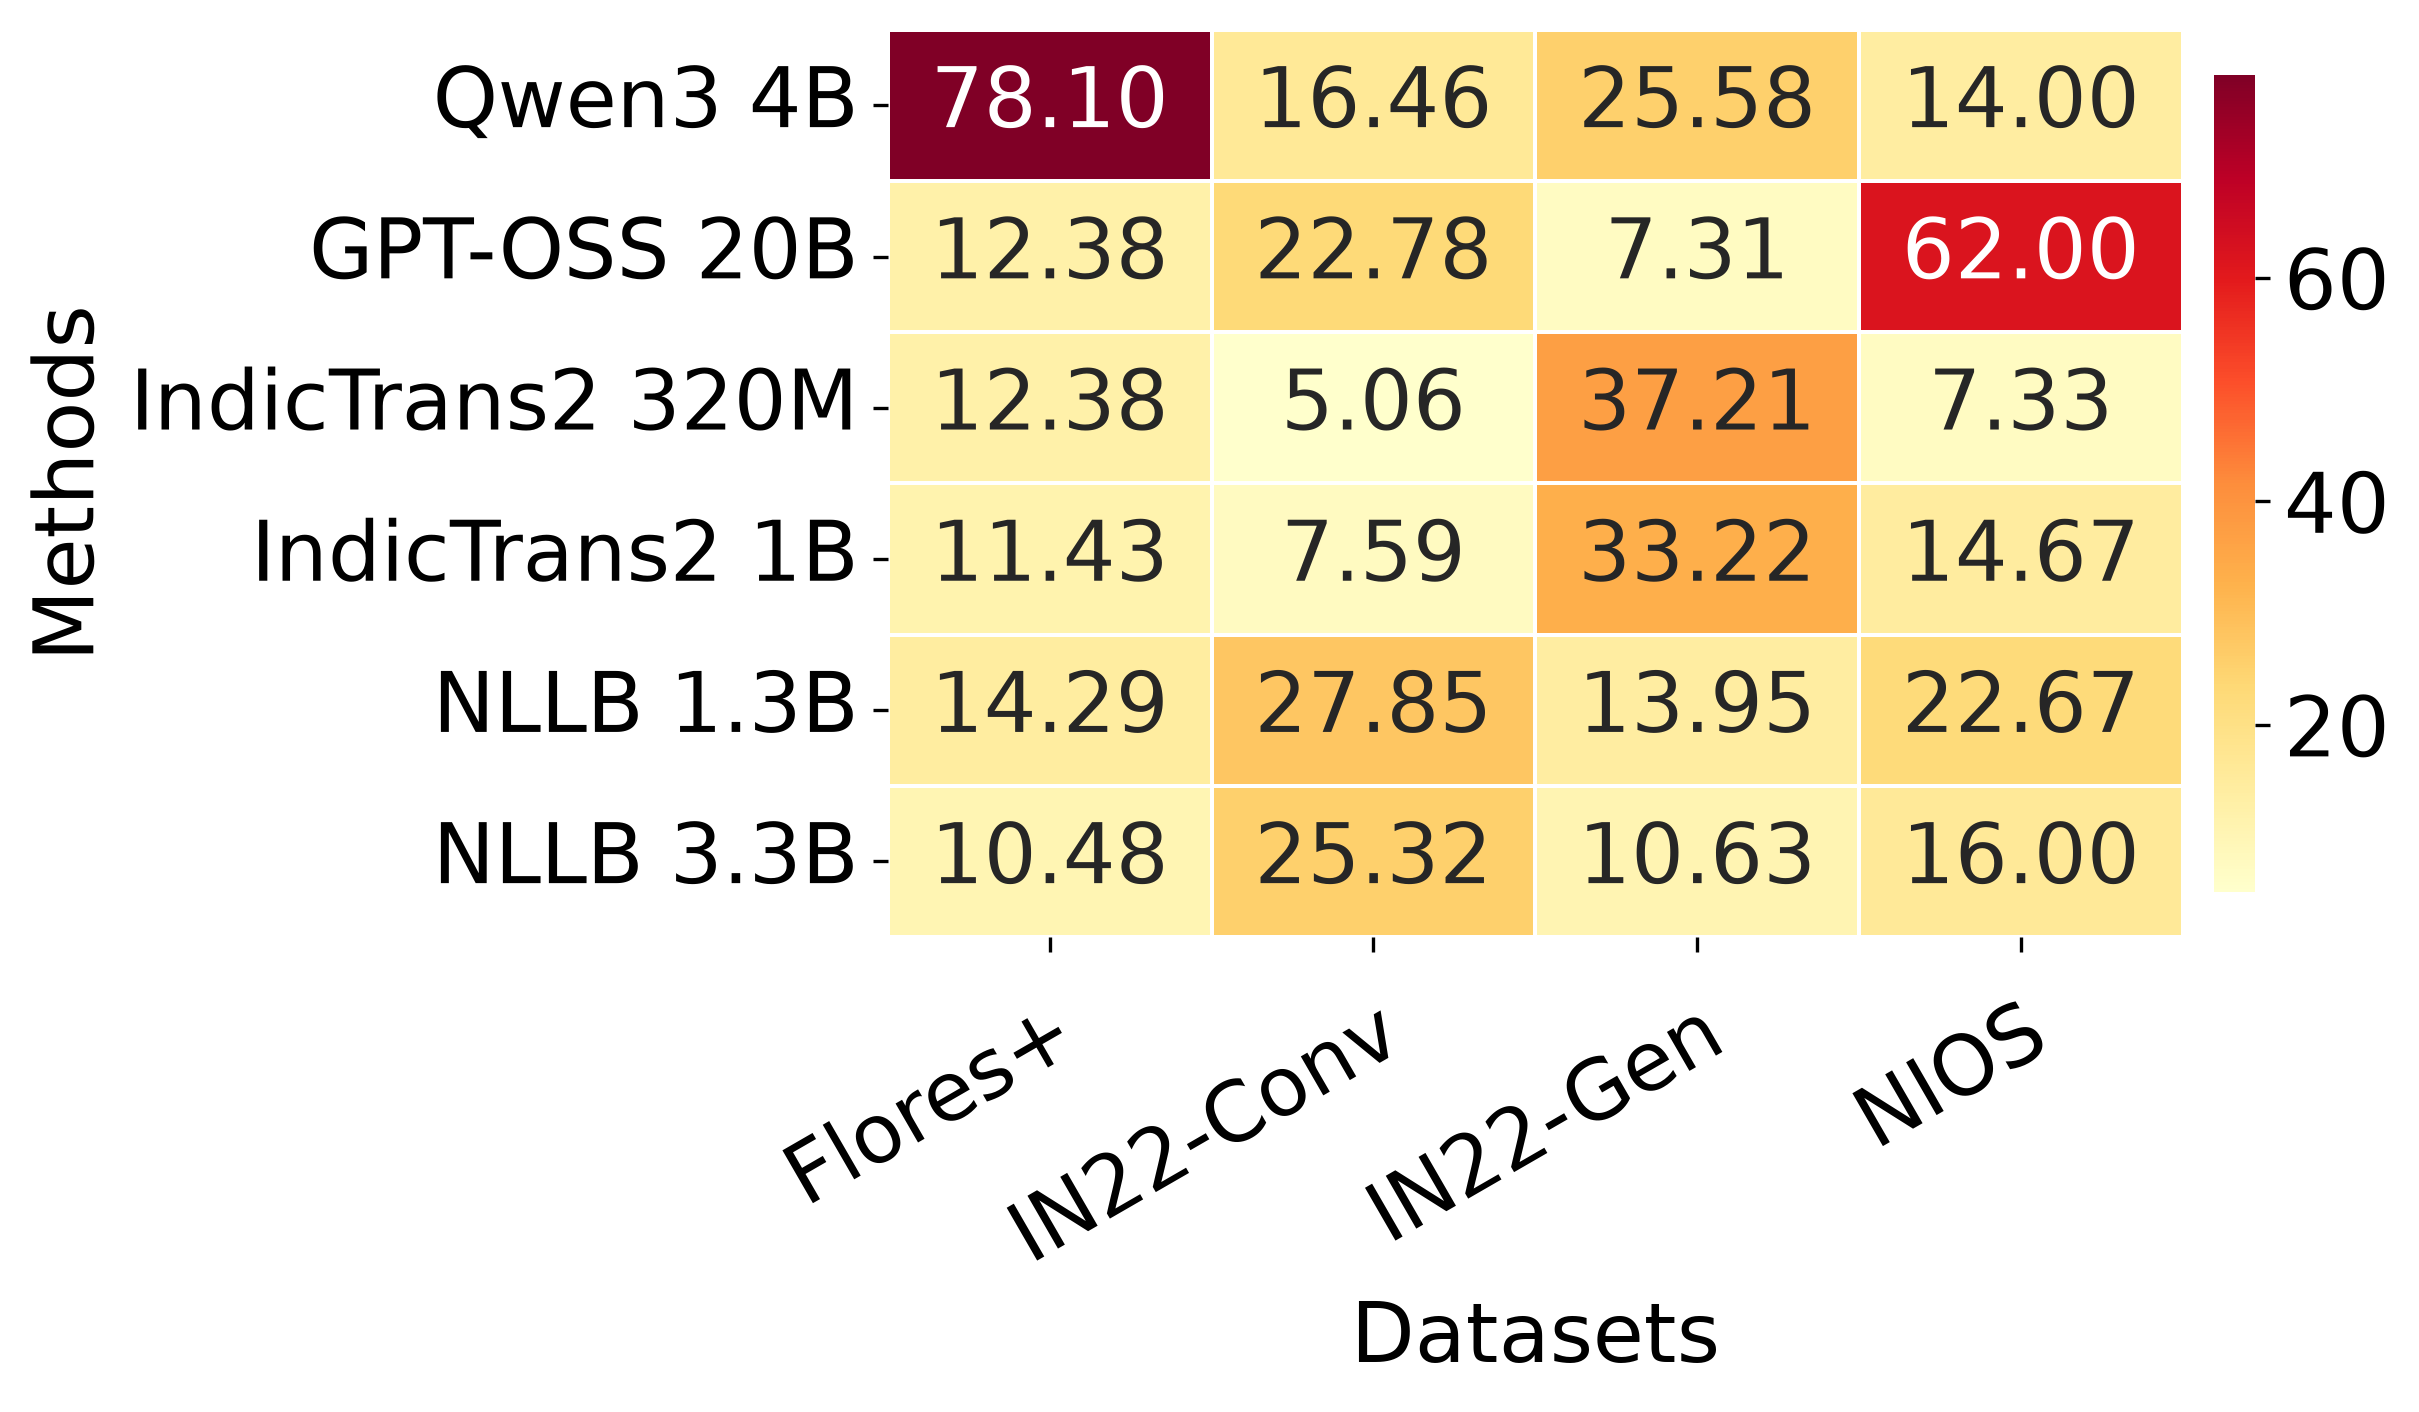 Methods
Qwen3 4B 78.10 16.46 25.58 14.00
GPT-OSS 20B 12.38 22.78 7.31 62.00
IndicTrans2 320M 12.38 5.06 37.21 7.33
IndicTrans2 1B 11.43 7.59 33.22 14.67
NLLB 1.3B 14.29 27.85 13.95 22.67
NLLB 3.3B 10.48 25.32 10.63 16.00
60
40
20
Flores+ IN22-Conv IN22-Gen NIOS
Datasets